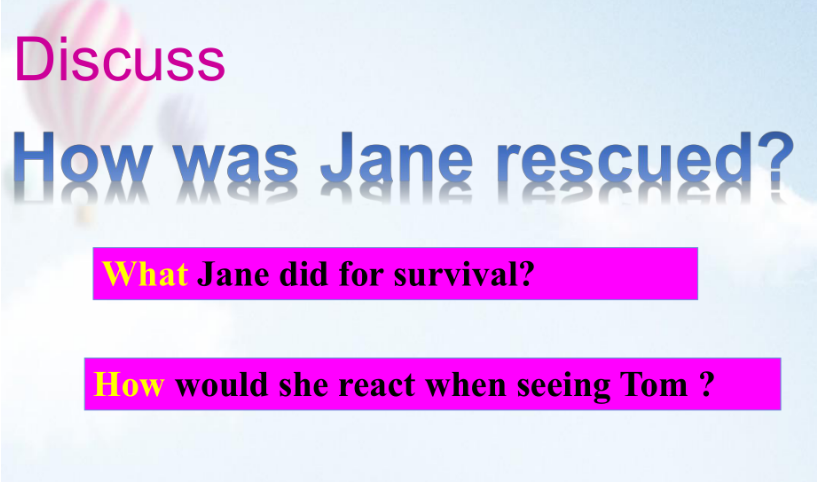 Discuss
How was Jane rescued?
What Jane did for survival?
How would she react when seeing Tom ?